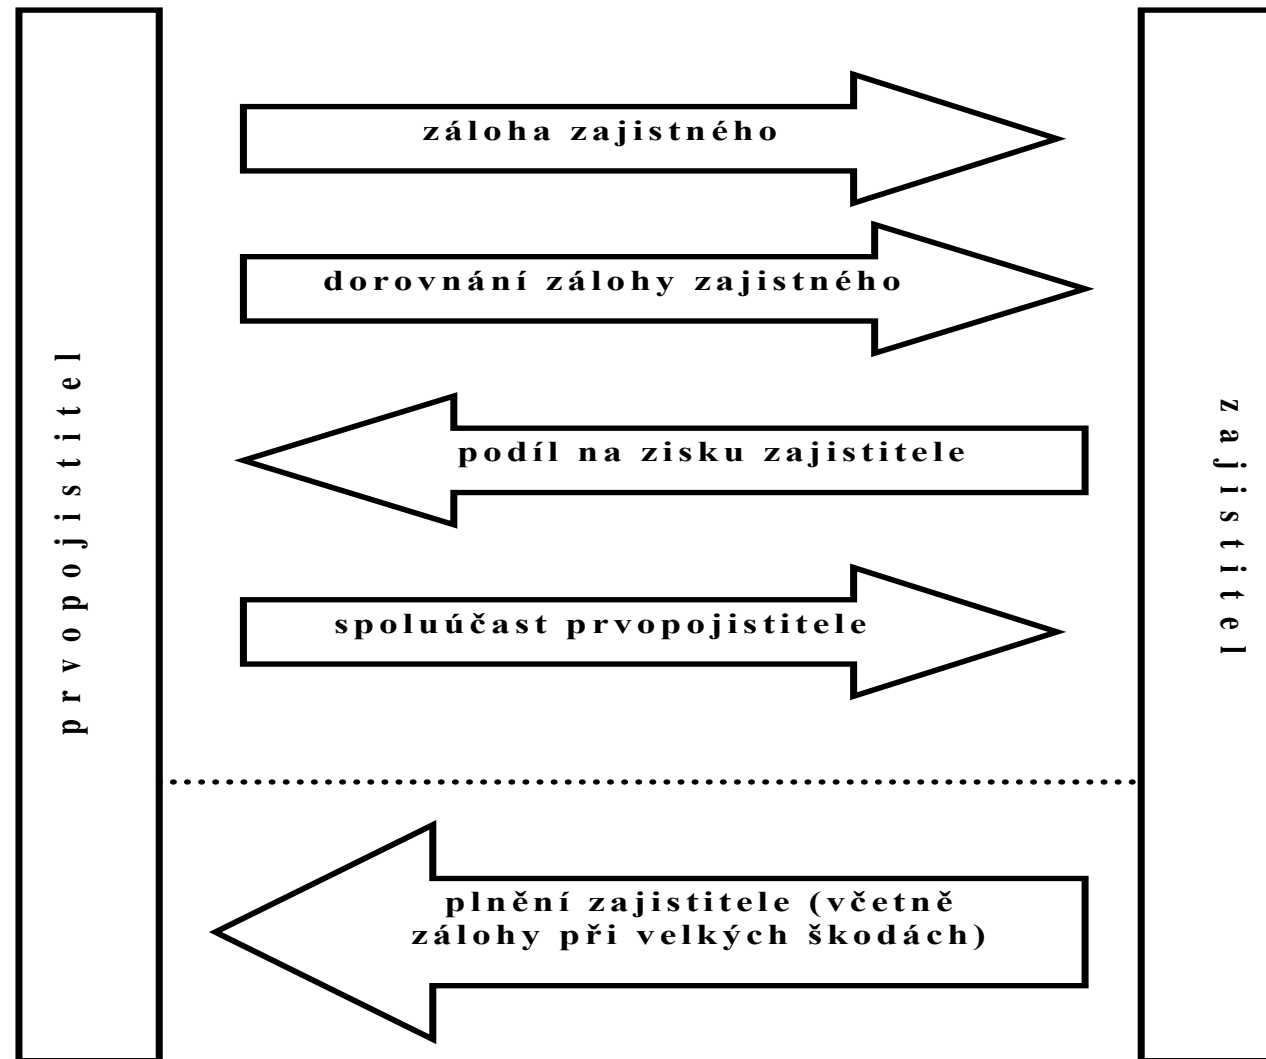 prvopojistitel
záloha zajistného
dorovnání zálohy zajistného
podíl na zisku zajistitele
spoluúčast prvopojistitele
plnění zajistitele (včetně
zálohy při velkých škodách)
zajistitel